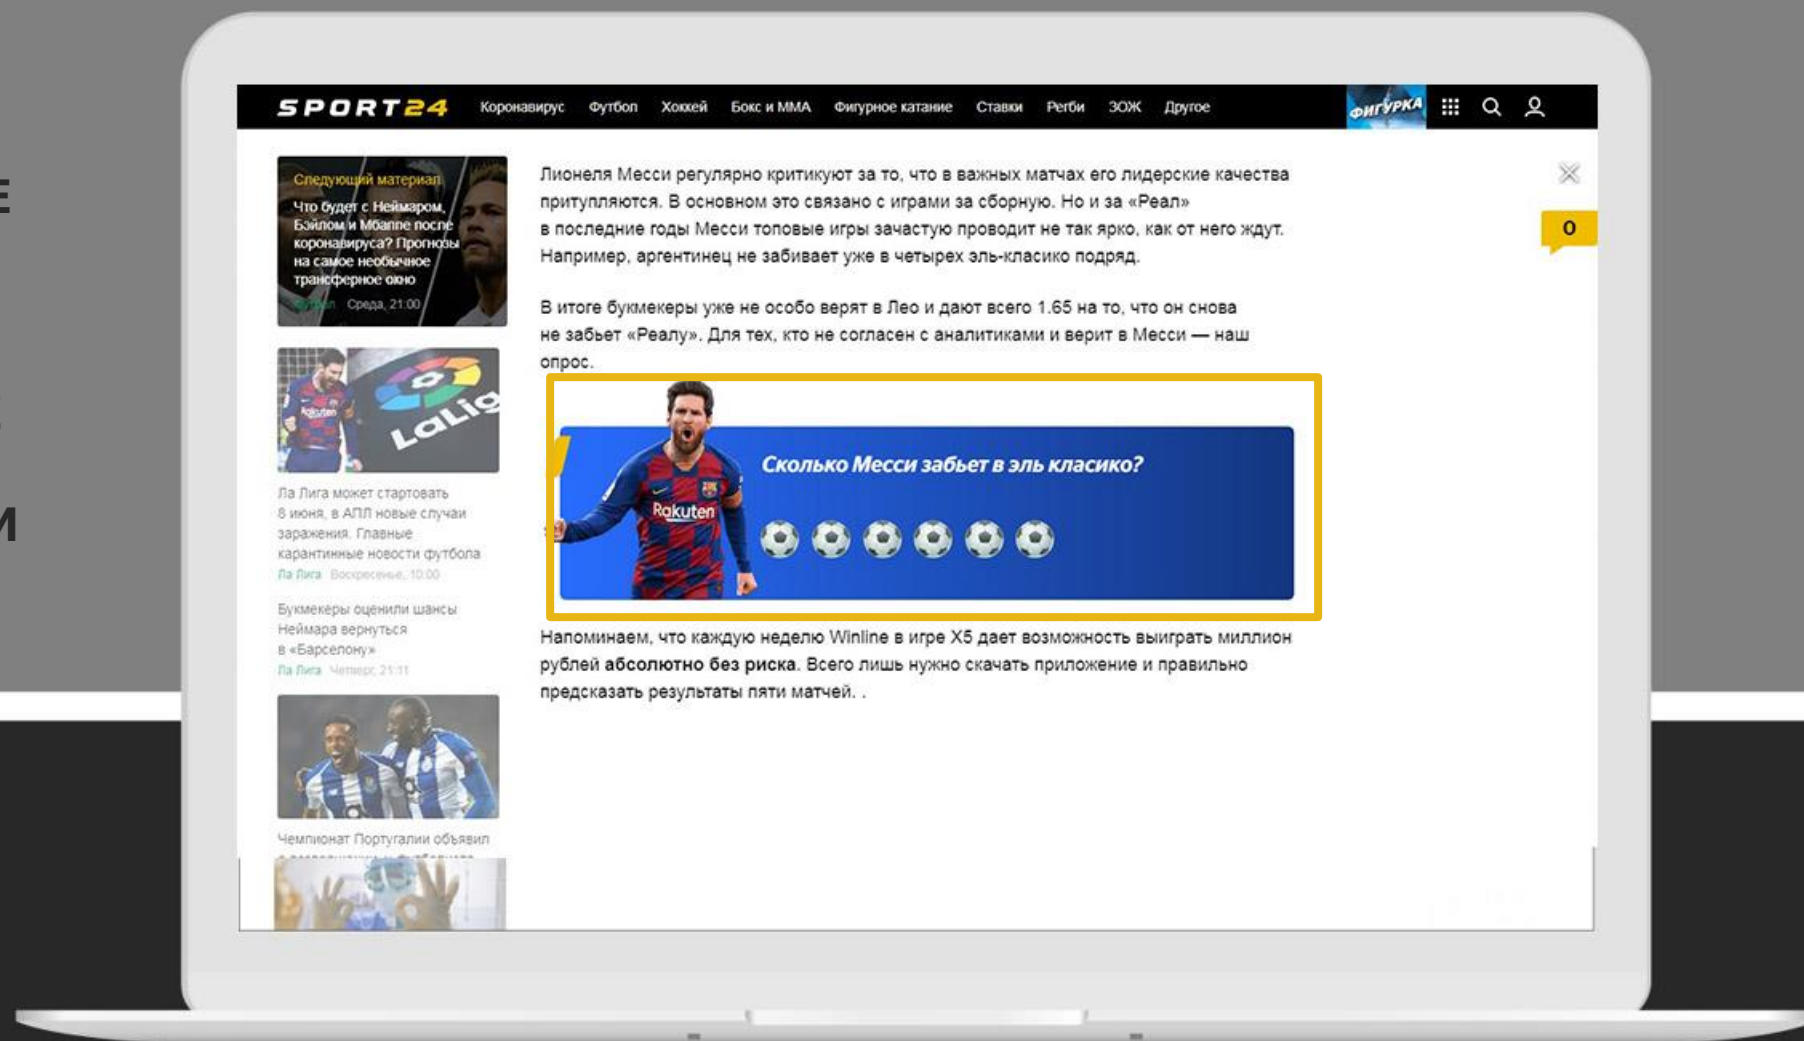 SPORT24
Коронавирус Футбол Хоккей Бокс и ММА Фигурное катание Ставки Регби ЗОЖ Другое
ФИГУРКА
Следующий материал
Что будет с Неймаром,
Бэйлом и Мбаппе после
коронавируса? Прогнозы
на самое необычное
трансферное окно
Среда, 21:00
LaLig
Rakuten
Ла Лига может стартовать
8 июня, в АПЛ новые случаи
заражения. Главные
карантинные новости футбола
Ла Лига Воскресенье, 10:00
Букмекеры оценили шансы
Неймара вернуться
в «Барселону»
Ла Лига Четверг, 21:11
Чемпионат Португалии объявил
Лионеля Месси регулярно критикуют за то, что в важных матчах его лидерские качества
притупляются. В основном это связано с играми за сборную. Но и за «Реал»
в последние годы Месси топовые игры зачастую проводит не так ярко, как от него ждут.
Например, аргентинец не забивает уже в четырех эль-класико подряд.
В итоге букмекеры уже не особо верят в Лео и дают всего 1.65 на то, что он снова
не забьет «Реалу». Для тех, кто не согласен с аналитиками и верит в Месси — наш
опрос.
Сколько Месси забьет в эль класико?
Rakuten
Напоминаем, что каждую неделю Winline в игре X5 дает возможность выиграть миллион
рублей абсолютно без риска. Всего лишь нужно скачать приложение и правильно
предсказать результаты пяти матчей. .
0